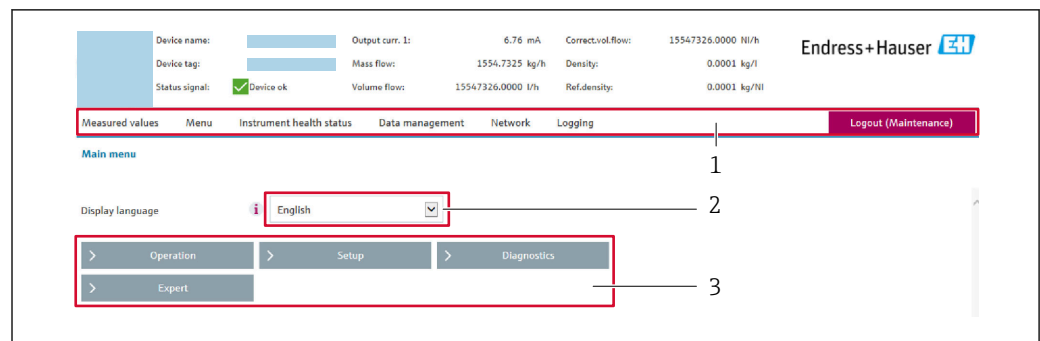 Device name: Output curr. 1: 6.76 mA Correct.vol.flow: 15547326.0000 Nl/h
Endress+Hauser EH
Device tag: Mass flow: 1554.7325 kg/h Density: 0.0001 kg/l
Status signal: Device ok Volume flow: 15547326.0000 l/h Ref.density: 0.0001 kg/Nl
Measured values Menu Instrument health status Data management Network Logging Logout (Maintenance)
1
Main menu
Display language i English 2
> Operation > Setup > Diagnostics
> Expert 3